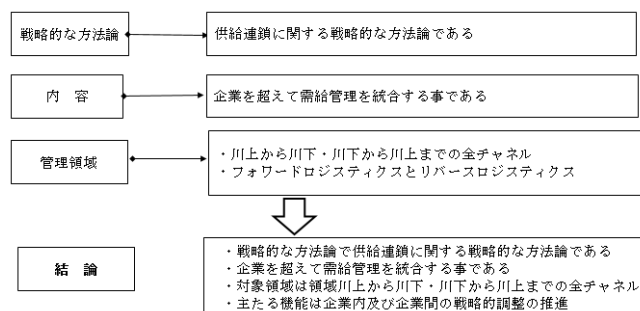 戦略的な方法論
供給連鎖に関する戦略的な方法論である
内　容
企業を超えて需給管理を統合する事である
管理領域
・川上から川下・川下から川上までの全チャネル
・フォワードロジスティクスとリバースロジスティクス
結　論
・戦略的な方法論で供給連鎖に関する戦略的な方法論である
・企業を超えて需給管理を統合する事である
・対象領域は領域川上から川下・川下から川上までの全チャネル
・主たる機能は企業内及び企業間の戦略的調整の推進